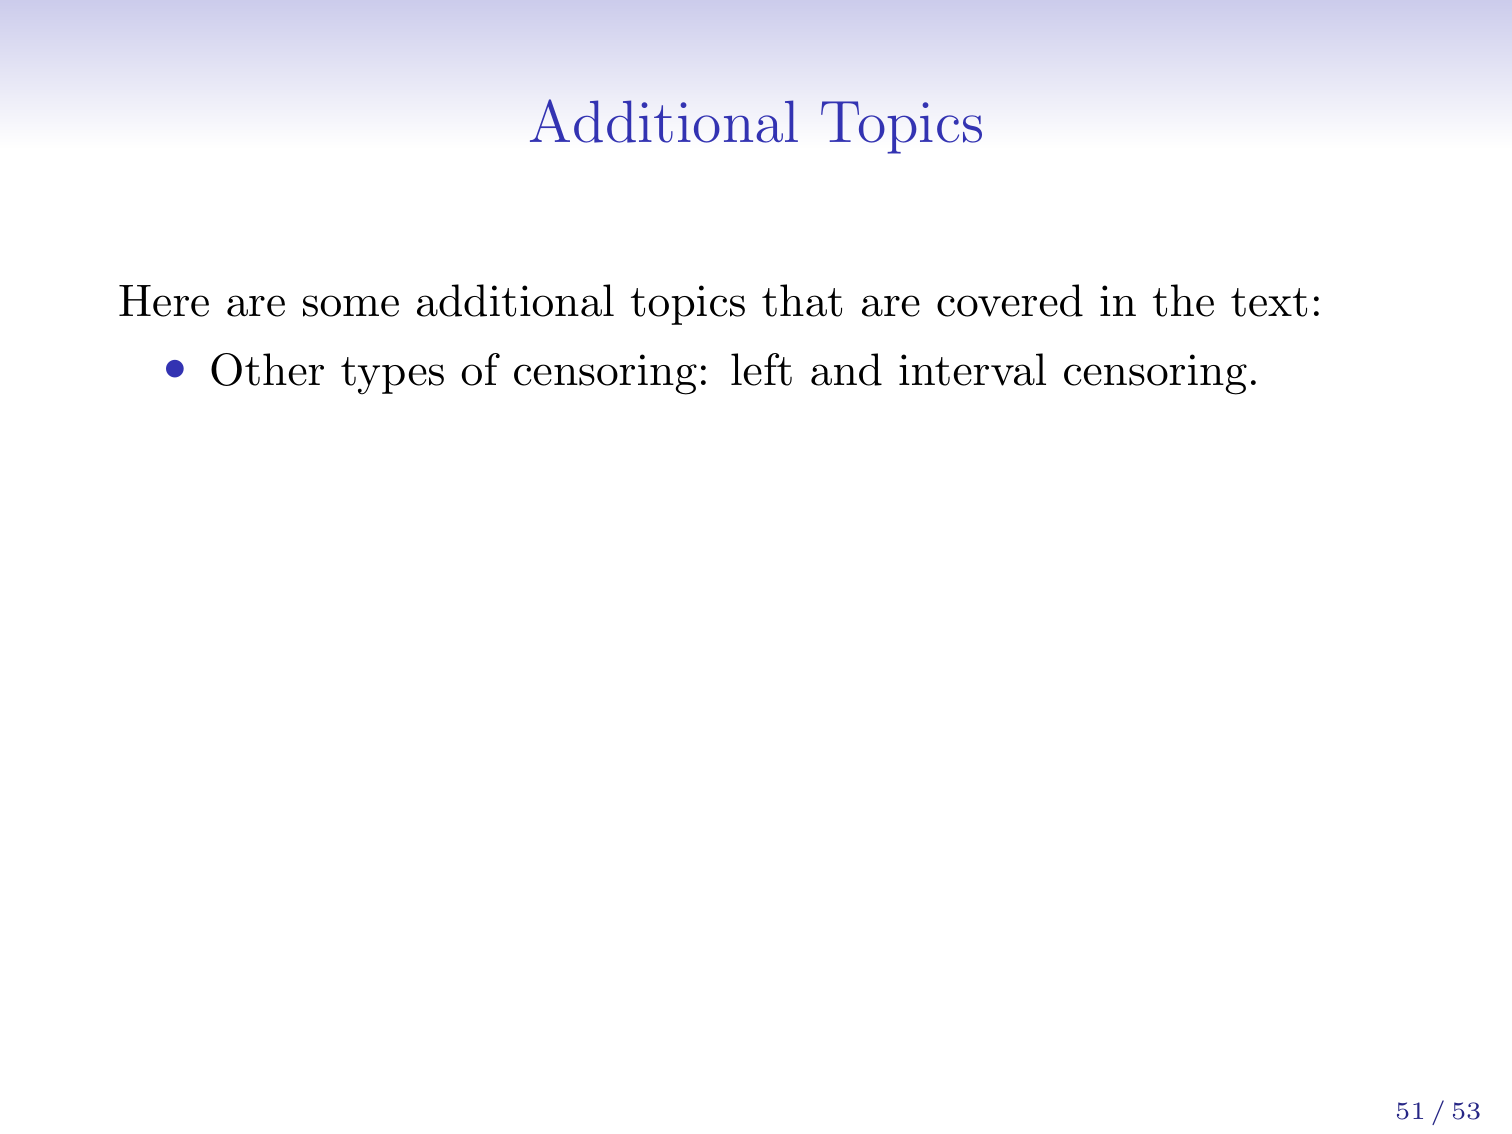 Additional Topics
Here are some additional topics that are covered in the text:
• Other types of censoring: left and interval censoring.
51 / 53